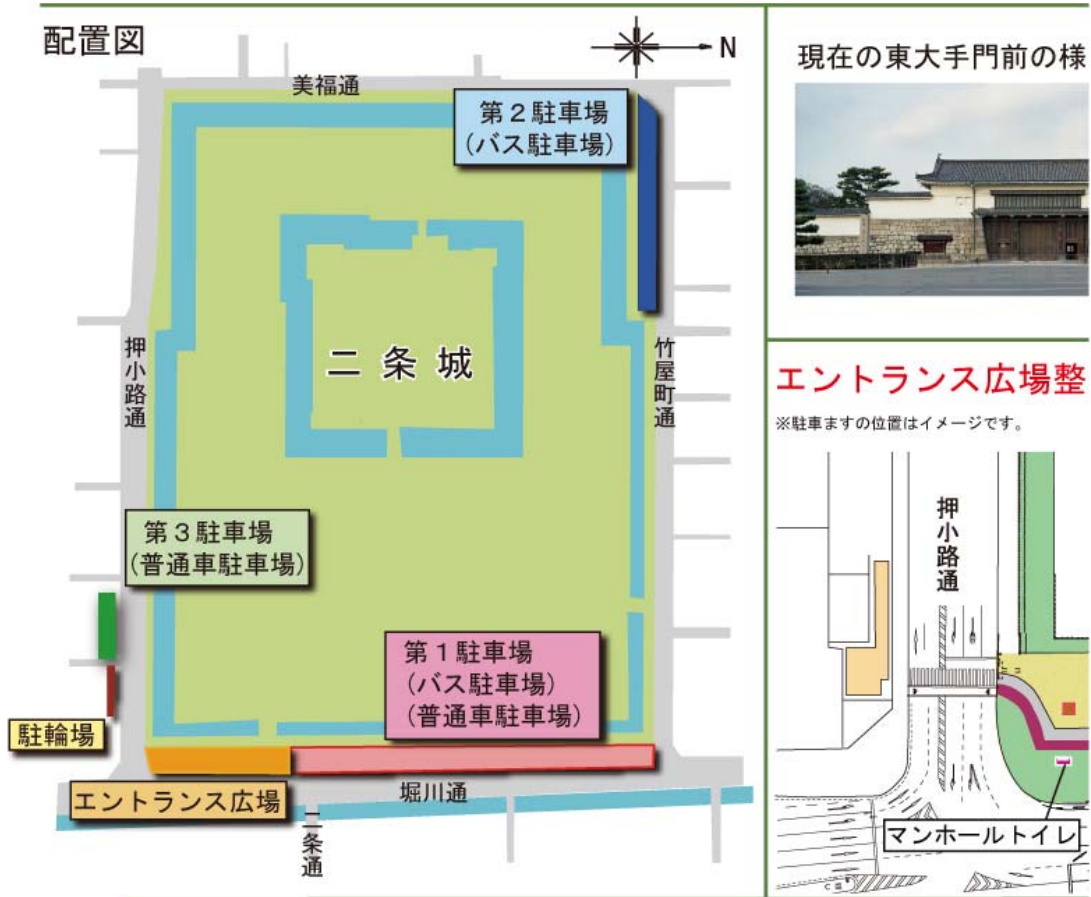 配置図
N
美福通
第２駐車場
(バス駐車場)
押小路通
二条城
竹屋町通
第３駐車場
(普通車駐車場)
第１駐車場
(バス駐車場)
(普通車駐車場)
駐輪場
エントランス広場
堀川通
二条通
現在の東大手門前の様
エントランス広場整
※駐車ますの位置はイメージです。
押小路通
マンホールトイレ